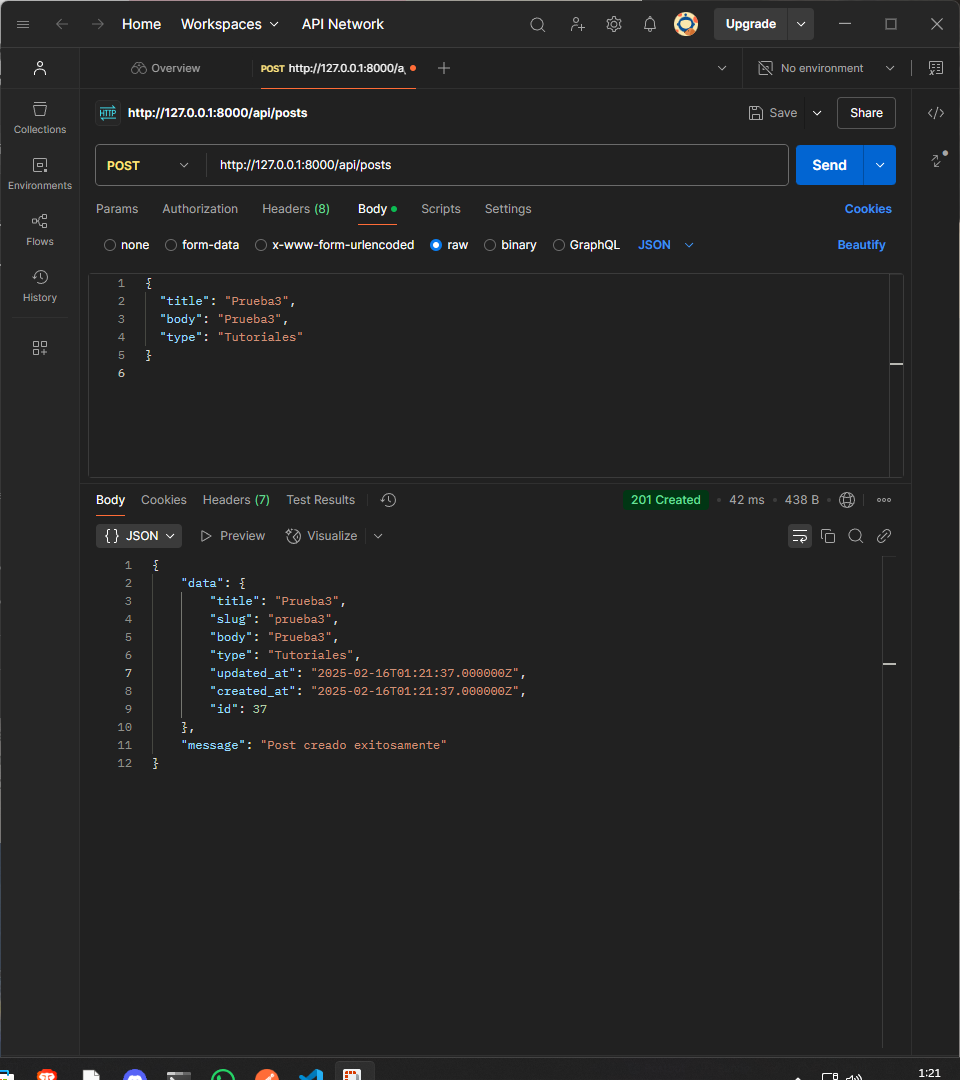 Home Workspaces API Network Upgrade
Overview POST http://127.0.0.1:8000/a No environment
HTTP http://127.0.0.1:8000/api/posts Save Share
Collections
POST http://127.0.0.1:8000/api/posts Send
Environments
Params Authorization Headers (8) Body Scripts Settings Cookies
Flows
none form-data x-www-form-urlencoded raw binary GraphQL JSON Beautify
History
1 {
2 "title": "Prueba3",
3 "body": "Prueba3",
4 "type": "Tutoriales"
5 }
6
Body Cookies Headers (7) Test Results 201 Created 42 ms 438 B
{} JSON Preview Visualize
1 {
2 "data": {
3 "title": "Prueba3",
4 "slug": "prueba3",
5 "body": "Prueba3",
6 "type": "Tutoriales",
7 "updated_at": "2025-02-16T01:21:37.000000Z",
8 "created_at": "2025-02-16T01:21:37.000000Z",
9 "id": 37
10 },
11 "message": "Post creado exitosamente"
12 }
1:21